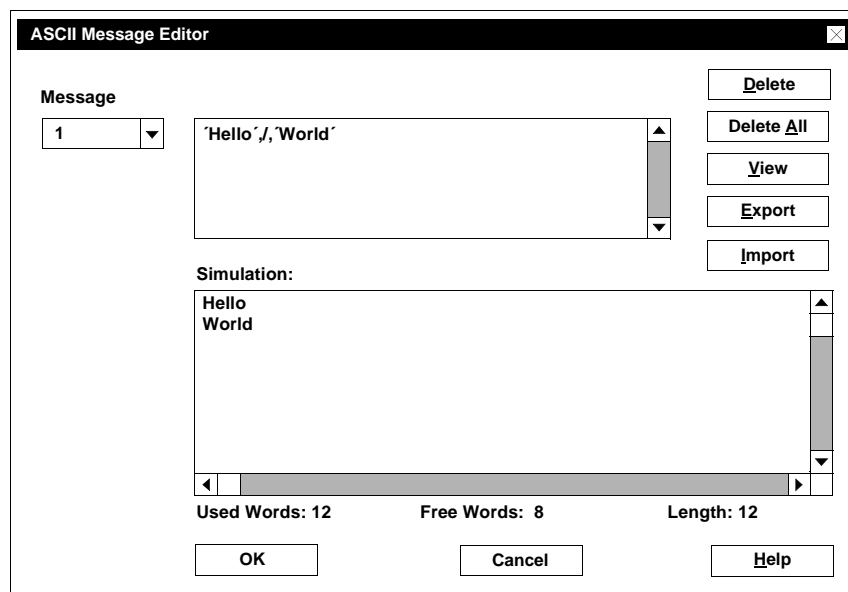 ASCII Message Editor
Message
1
´Hello´,/,´World´
Delete
Delete All
View
Export
Import
Simulation:
Hello
World
Used Words: 12 Free Words: 8 Length: 12
OK Cancel Help